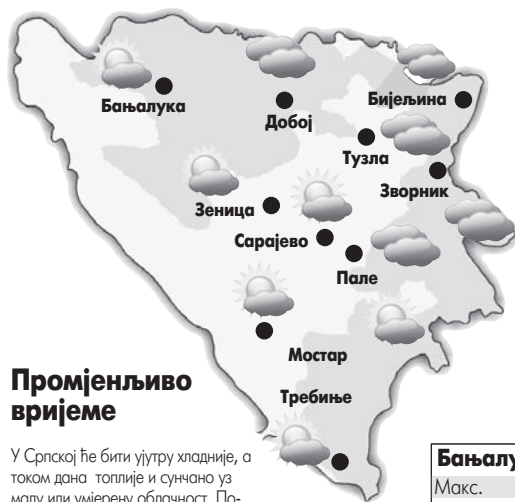 Бањалука
Добој
Бијељина
Тузла
Зворник
Зеница
Сарајево
Пале
Мостар
Требиње
Промјенљиво
вријеме
У Српској ће бити ујутру хладније, а
током дана топлије и сунчано уз
малу или умјерену облачност. По-
Макс.